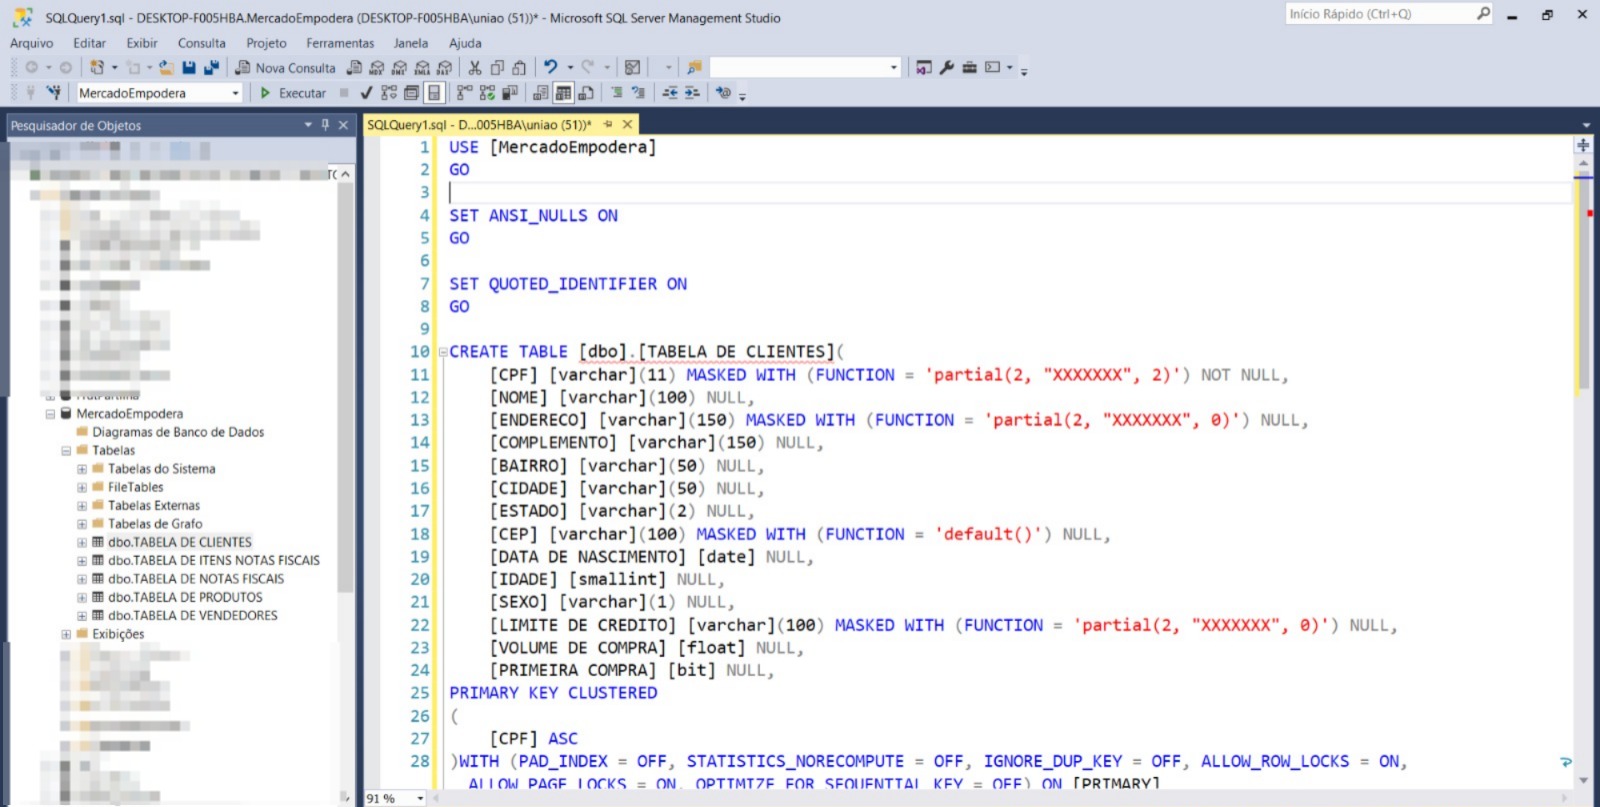 SQLQuery1.sql - DESKTOP-F005HBA.MercadoEmpodera (DESKTOP-F005HBA\uniao (51))* - Microsoft SQL Server Management Studio
Início Rápido (Ctrl+Q)
Arquivo Editar Exibir Consulta Projeto Ferramentas Janela Ajuda
Nova Consulta
MercadoEmpodera Executar
Pesquisador de Objetos
MercadoEmpodera
Diagramas de Banco de Dados
Tabelas
Tabelas do Sistema
FileTables
Tabelas Externas
Tabelas de Grafo
dbo.TABELA DE CLIENTES
dbo.TABELA DE ITENS NOTAS FISCAIS
dbo.TABELA DE NOTAS FISCAIS
dbo.TABELA DE PRODUTOS
dbo.TABELA DE VENDEDORES
Exibições
SQLQuery1.sql - D...005HBA\uniao (51))*
1 USE [MercadoEmpodera]
2 GO
3
4 SET ANSI_NULLS ON
5 GO
6
7 SET QUOTED_IDENTIFIER ON
8 GO
9
10 CREATE TABLE [dbo].[TABELA DE CLIENTES](
11 [CPF] [varchar](11) MASKED WITH (FUNCTION = 'partial(2, "XXXXXXX", 2)') NOT NULL,
12 [NOME] [varchar](100) NULL,
13 [ENDERECO] [varchar](150) MASKED WITH (FUNCTION = 'partial(2, "XXXXXXX", 0)') NULL,
14 [COMPLEMENTO] [varchar](150) NULL,
15 [BAIRRO] [varchar](50) NULL,
16 [CIDADE] [varchar](50) NULL,
17 [ESTADO] [varchar](2) NULL,
18 [CEP] [varchar](100) MASKED WITH (FUNCTION = 'default()') NULL,
19 [DATA DE NASCIMENTO] [date] NULL,
20 [IDADE] [smallint] NULL,
21 [SEXO] [varchar](1) NULL,
22 [LIMITE DE CREDITO] [varchar](100) MASKED WITH (FUNCTION = 'partial(2, "XXXXXXX", 0)') NULL,
23 [VOLUME DE COMPRA] [float] NULL,
24 [PRIMEIRA COMPRA] [bit] NULL,
25 PRIMARY KEY CLUSTERED
26 (
27 [CPF] ASC
28 )WITH (PAD_INDEX = OFF, STATISTICS_NORECOMPUTE = OFF, IGNORE_DUP_KEY = OFF, ALLOW_ROW_LOCKS = ON,
ALLOW_PAGE_LOCKS = ON, OPTIMIZE_FOR_SEQUENTIAL_KEY = OFF) ON [PRIMARY]
91 %